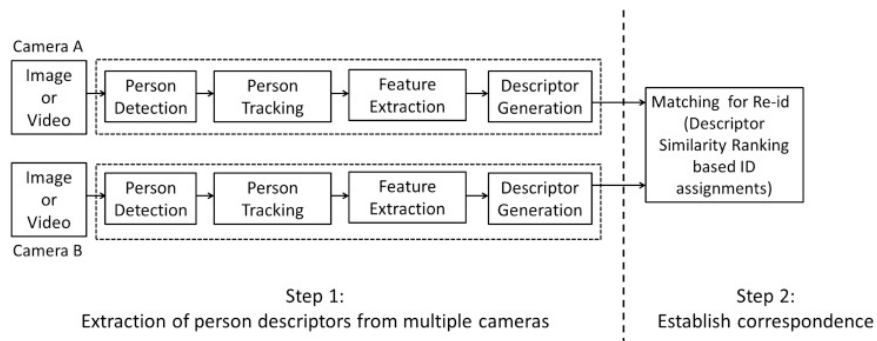 Camera A
Image
or
Video
Person
Detection
Person
Tracking
Feature
Extraction
Descriptor
Generation
Matching for Re-id
(Descriptor
Similarity Ranking
based ID
assignments)
Image
or
Video
Camera B
Person
Detection
Person
Tracking
Feature
Extraction
Descriptor
Generation
Step 1:
Extraction of person descriptors from multiple cameras
Step 2:
Establish correspondence